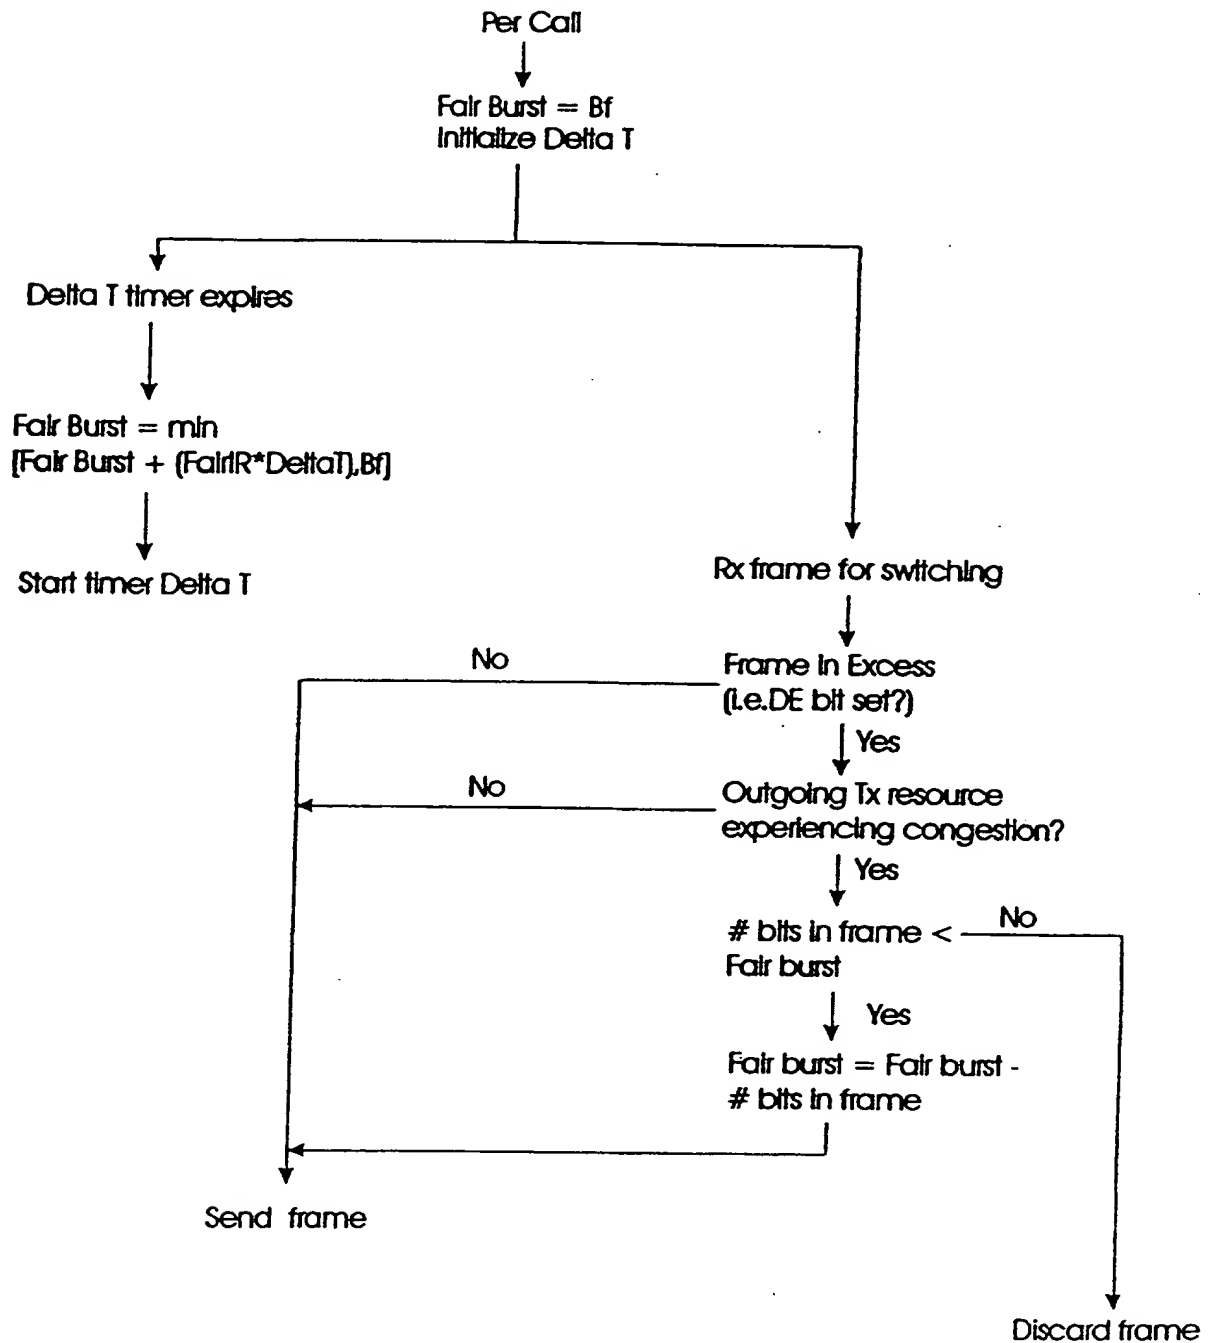 Per Call
Fair Burst = Bf
Initialize Delta T
Delta T timer expires
Fair Burst = min
[Fair Burst + (FairIR*DeltaT),Bf]
Start timer Delta T
Rx frame for switching
No
Frame in Excess
(i.e.DE bit set?)
Yes
No
Outgoing Tx resource
experiencing congestion?
Yes
# bits in frame <
No
Fair burst
Yes
Fair burst = Fair burst -
# bits in frame
Send frame
Discard frame